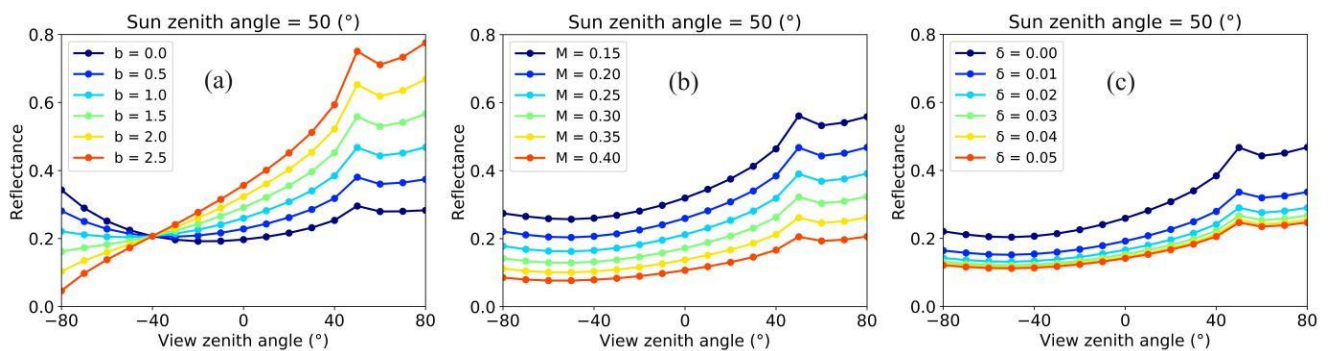 Sun zenith angle = 50 (°)
Reflectance
0.8
0.6
0.4
0.2
0.0
b = 0.0
b = 0.5
b = 1.0
b = 1.5
b = 2.0
b = 2.5
(a)
−80
−40
0
40
80
View zenith angle (°)
Sun zenith angle = 50 (°)
Reflectance
0.8
0.6
0.4
0.2
0.0
M = 0.15
M = 0.20
M = 0.25
M = 0.30
M = 0.35
M = 0.40
(b)
−80
−40
0
40
80
View zenith angle (°)
Sun zenith angle = 50 (°)
Reflectance
0.8
0.6
0.4
0.2
0.0
δ = 0.00
δ = 0.01
δ = 0.02
δ = 0.03
δ = 0.04
δ = 0.05
(c)
−80
−40
0
40
80
View zenith angle (°)